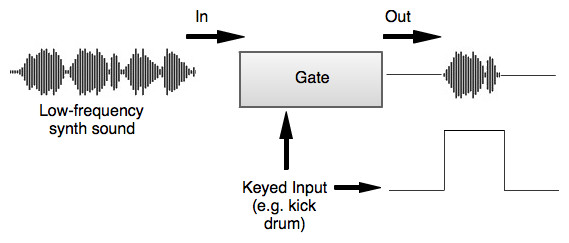 In
Out
Gate
Low-frequency
synth sound
Keyed Input
(e.g. kick
drum)